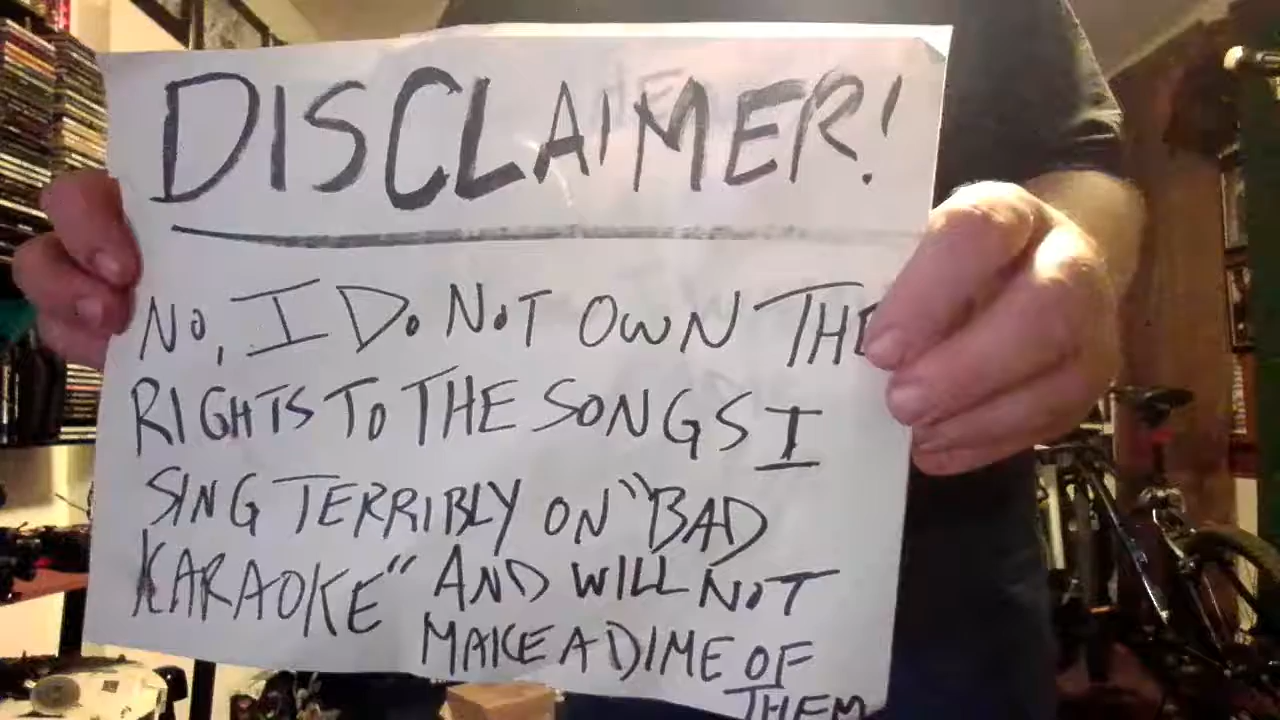 DISCLAIMER!
NO, I DO NOT OWN THE
RIGHTS TO THE SONGS I
SING TERRIBLY ON "BAD
KARAOKE" AND WILL NOT
MAKE A DIME OF
THEM